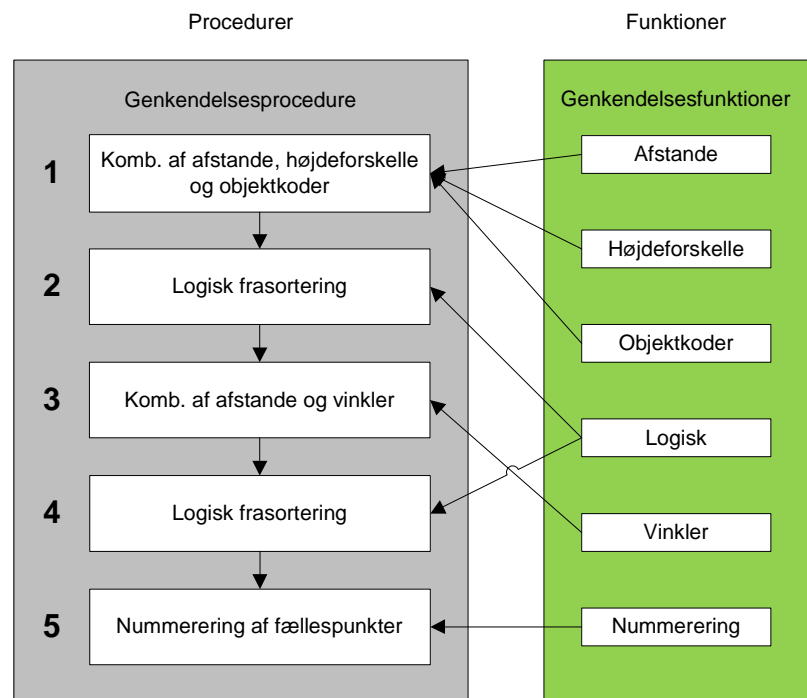 Procedurer
Funktioner
Genkendelsesprocedure
1
Komb. af afstande, højdeforskelle
og objektkoder
2
Logisk frasortering
3
Komb. af afstande og vinkler
4
Logisk frasortering
5
Nummerering af fællespunkter
Genkendelsesfunktioner
Afstande
Højdeforskelle
Objektkoder
Logisk
Vinkler
Nummerering